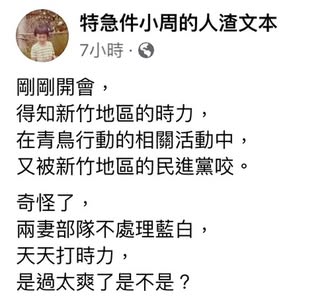 特急件小周的人渣文本
7小時·
剛剛開會，
得知新竹地區的時力，
在青鳥行動的相關活動中，
又被新竹地區的民進黨咬。
奇怪了，
兩妻部隊不處理藍白，
天天打時力，
是過太爽了是不是？